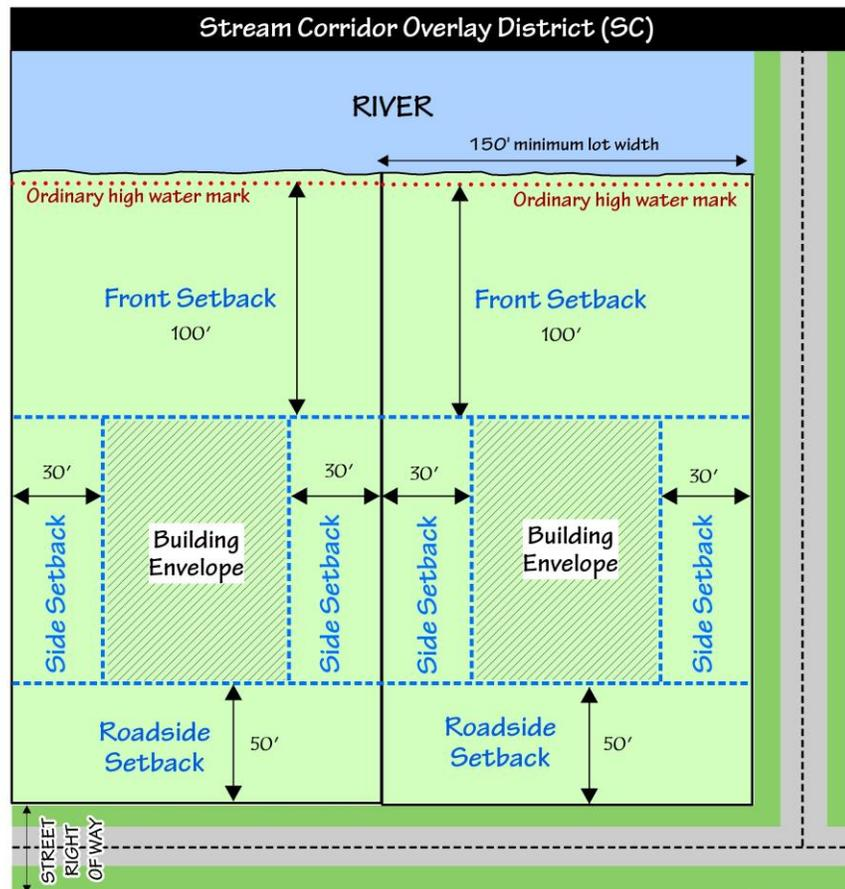 Stream Corridor Overlay District (SC)
RIVER
150' minimum lot width
Ordinary high water mark
Ordinary high water mark
Front Setback
100'
Front Setback
100'
30'
30'
30'
30'
Side Setback
Building
Envelope
Side Setback
Side Setback
Building
Envelope
Side Setback
Roadside
Setback
50'
Roadside
Setback
50'
STREET
RIGHT
OF WAY